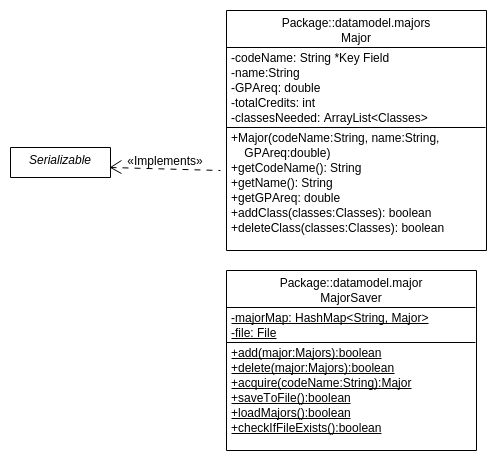 Package::datamodel.majors
Major
-codeName: String *Key Field
-name:String
-GPAreq: double
-totalCredits: int
-classesNeeded: ArrayList<Classes>
+Major(codeName:String, name:String,
GPAreq:double)
+getCodeName(): String
+getName(): String
+getGPAreq: double
+addClass(classes:Classes): boolean
+deleteClass(classes:Classes): boolean
Serializable
«Implements»
Package::datamodel.major
MajorSaver
-majorMap: HashMap<String, Major>
-file: File
+add(major:Majors):boolean
+delete(major:Majors):boolean
+acquire(codeName:String):Major
+saveToFile():boolean
+loadMajors():boolean
+checkIfFileExists():boolean